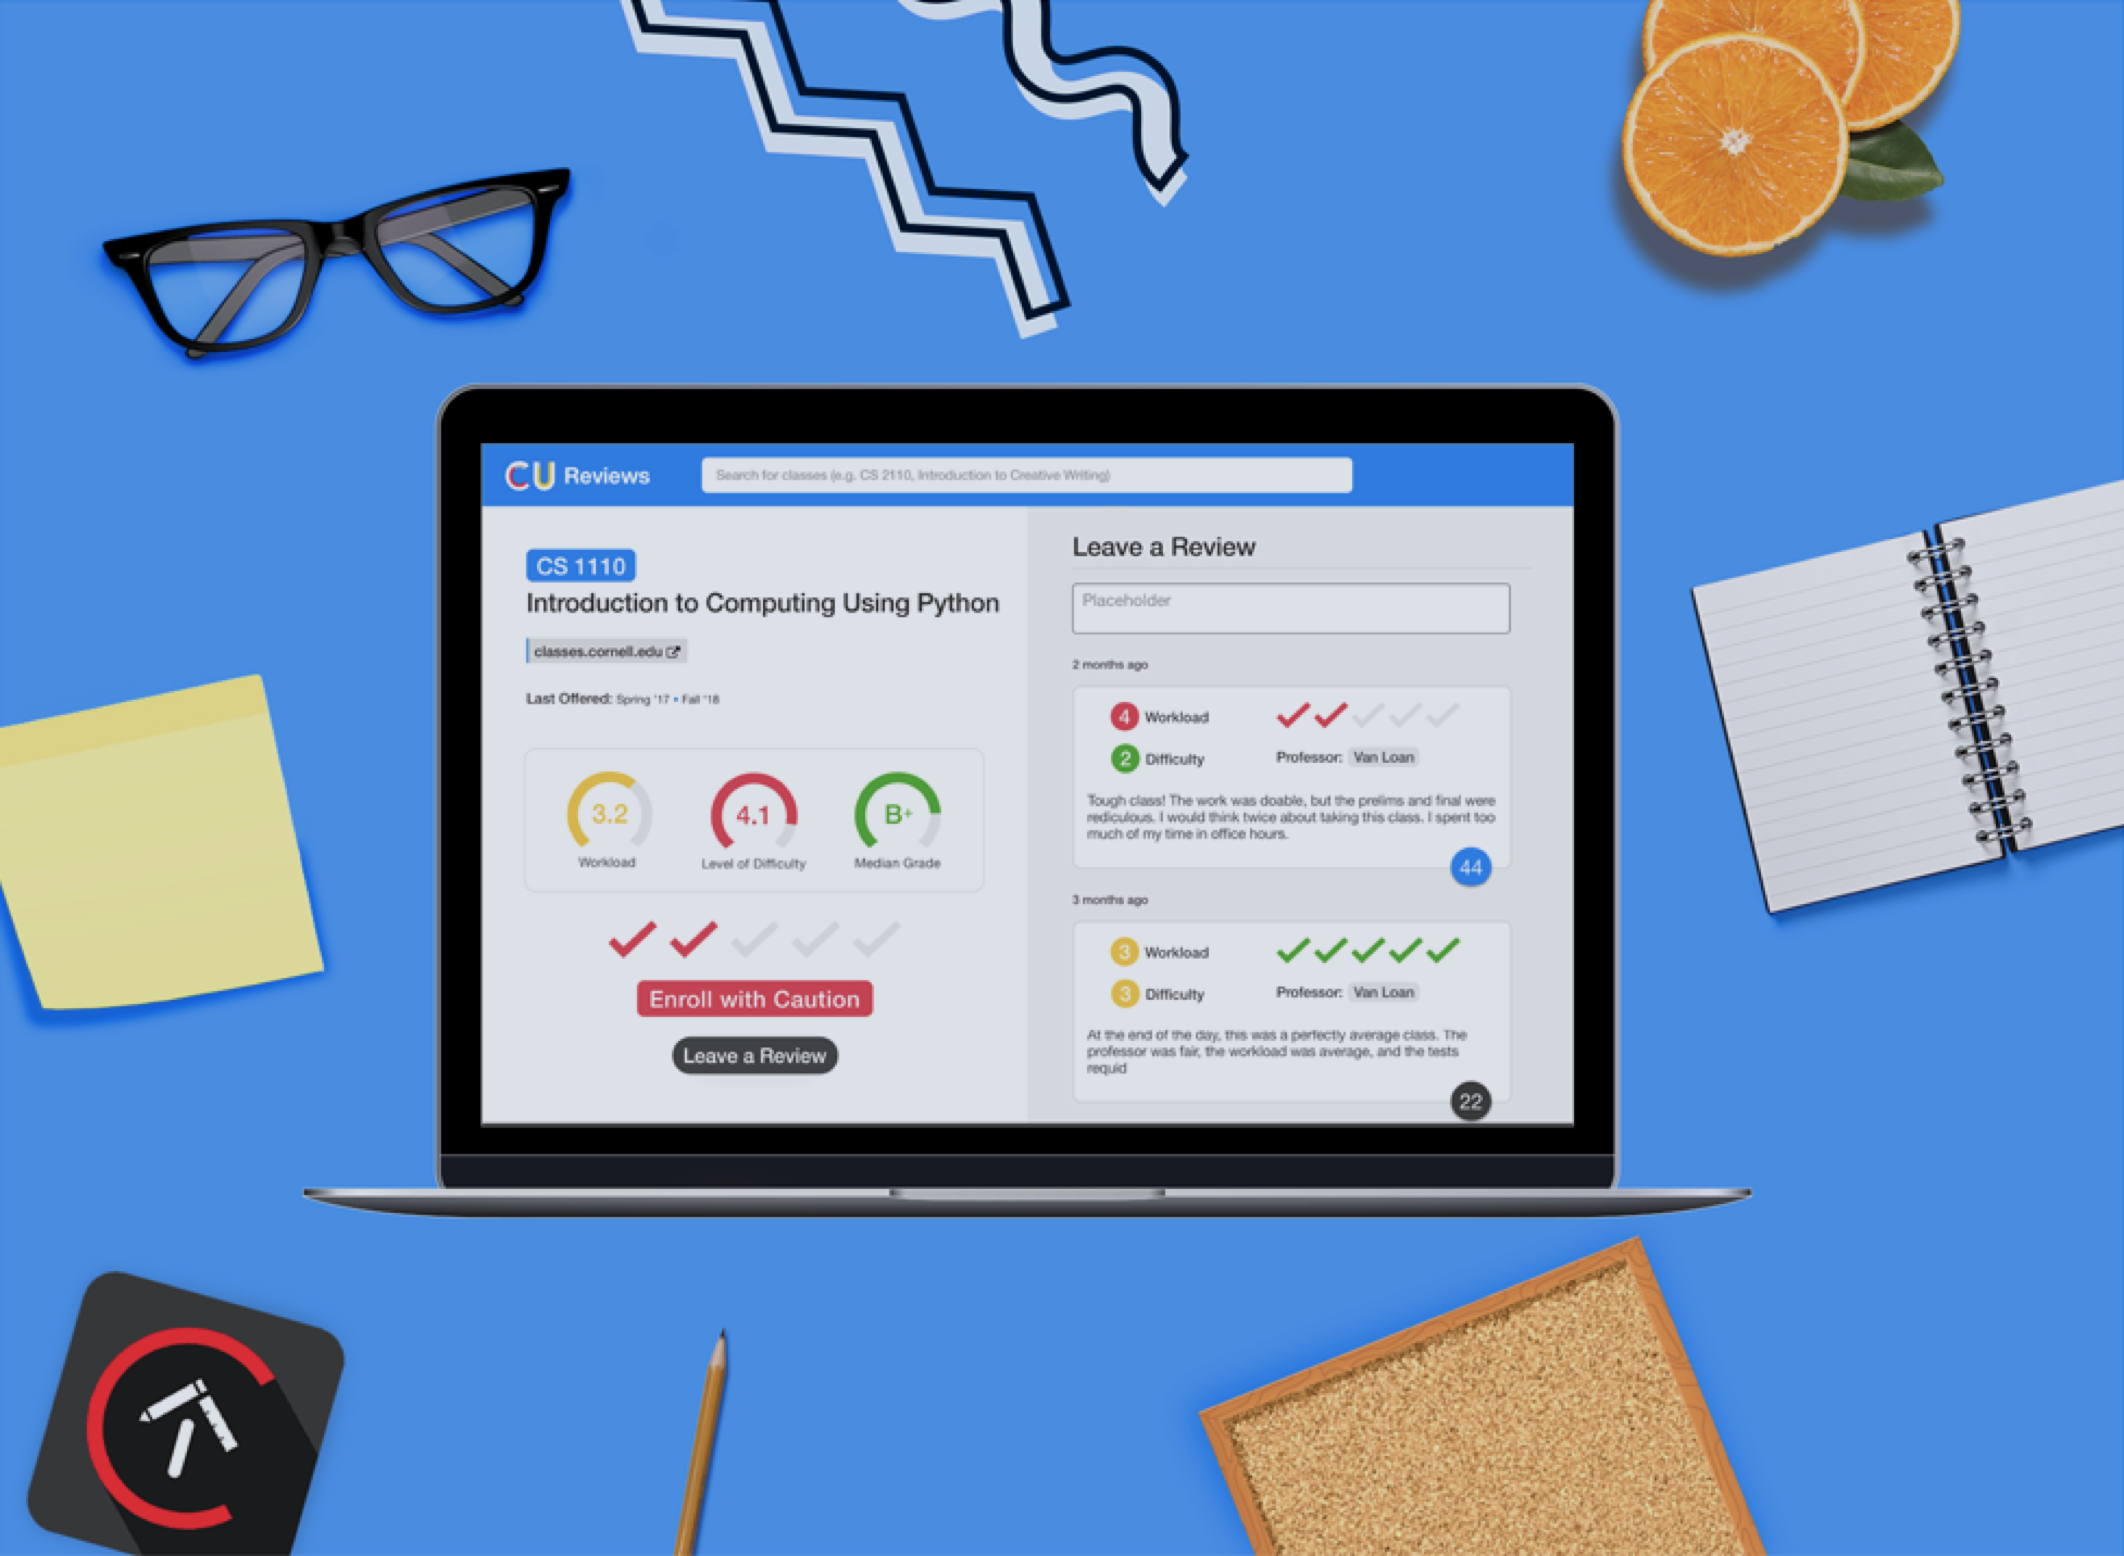 CU Reviews
Search for classes (e.g. CS 2110, Introduction to Creative Writing)
CS 1110
Introduction to Computing Using Python
classes.cornell.edu
Last Offered: Spring '17 • Fall '18
3.2
Workload
4.1
Level of Difficulty
B+
Median Grade
Enroll with Caution
Leave a Review
Leave a Review
Placeholder
2 months ago
4 Workload
2 Difficulty
Professor: Van Loan
Tough class! The work was doable, but the prelims and final were
rediculous. I would think twice about taking this class. I spent too
much of my time in office hours.
44
3 months ago
3 Workload
3 Difficulty
Professor: Van Loan
At the end of the day, this was a perfectly average class. The
professor was fair, the workload was average, and the tests
requid
22